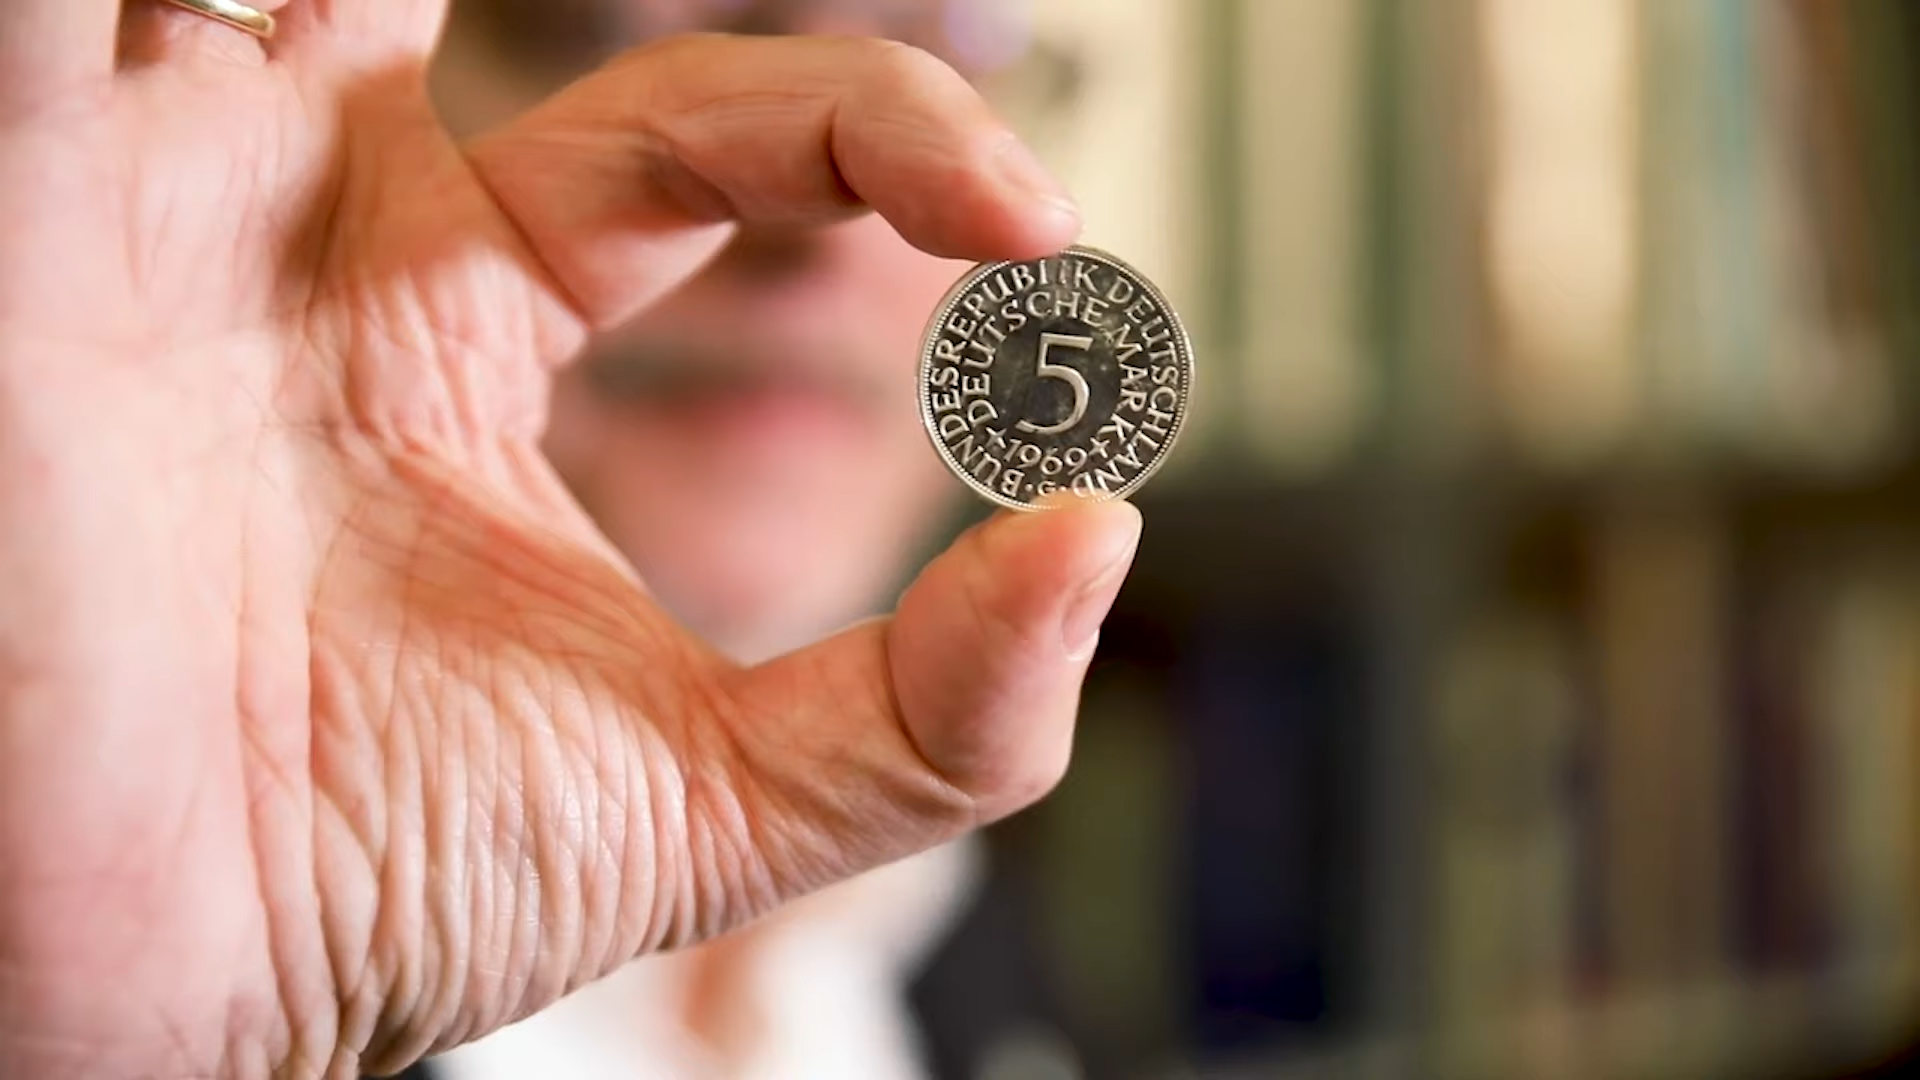 BUNDESREPUBLIK DEUTSCHLAND
DEUTSCHE MARK
5
1969
G